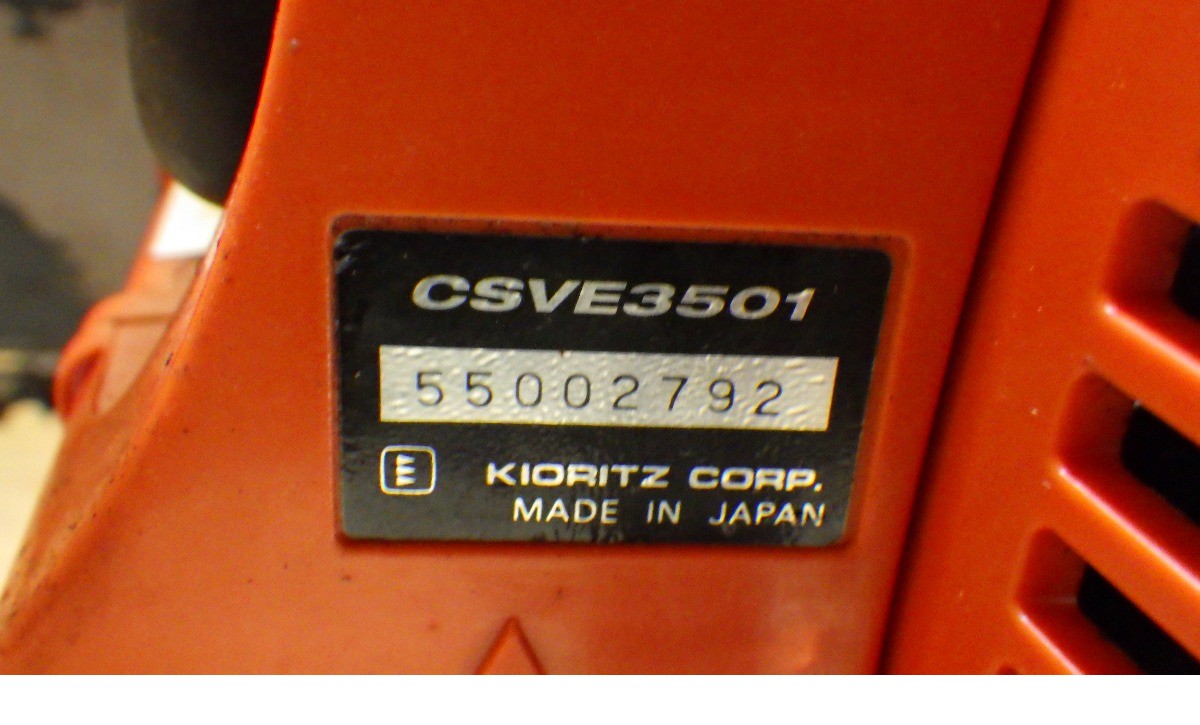 CSVE3501
55002792
KIORITZ CORP.
MADE IN JAPAN